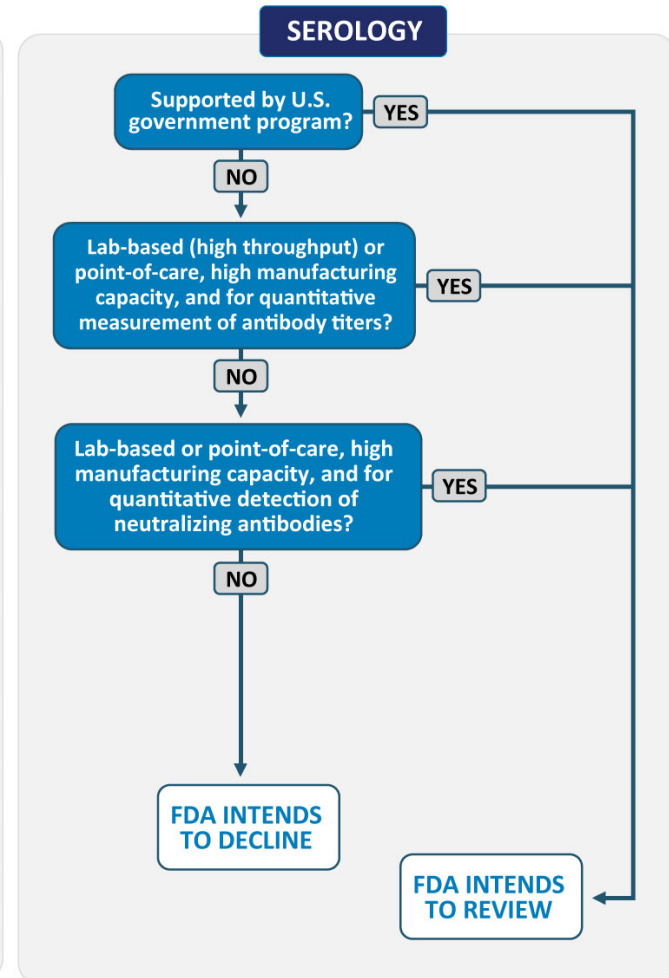 SEROLOGY
Supported by U.S.
government program?
YES
NO
Lab-based (high throughput) or
point-of-care, high manufacturing
capacity, and for quantitative
measurement of antibody titers?
YES
NO
Lab-based or point-of-care, high
manufacturing capacity, and for
quantitative detection of
neutralizing antibodies?
YES
NO
FDA INTENDS
TO DECLINE
FDA INTENDS
TO REVIEW